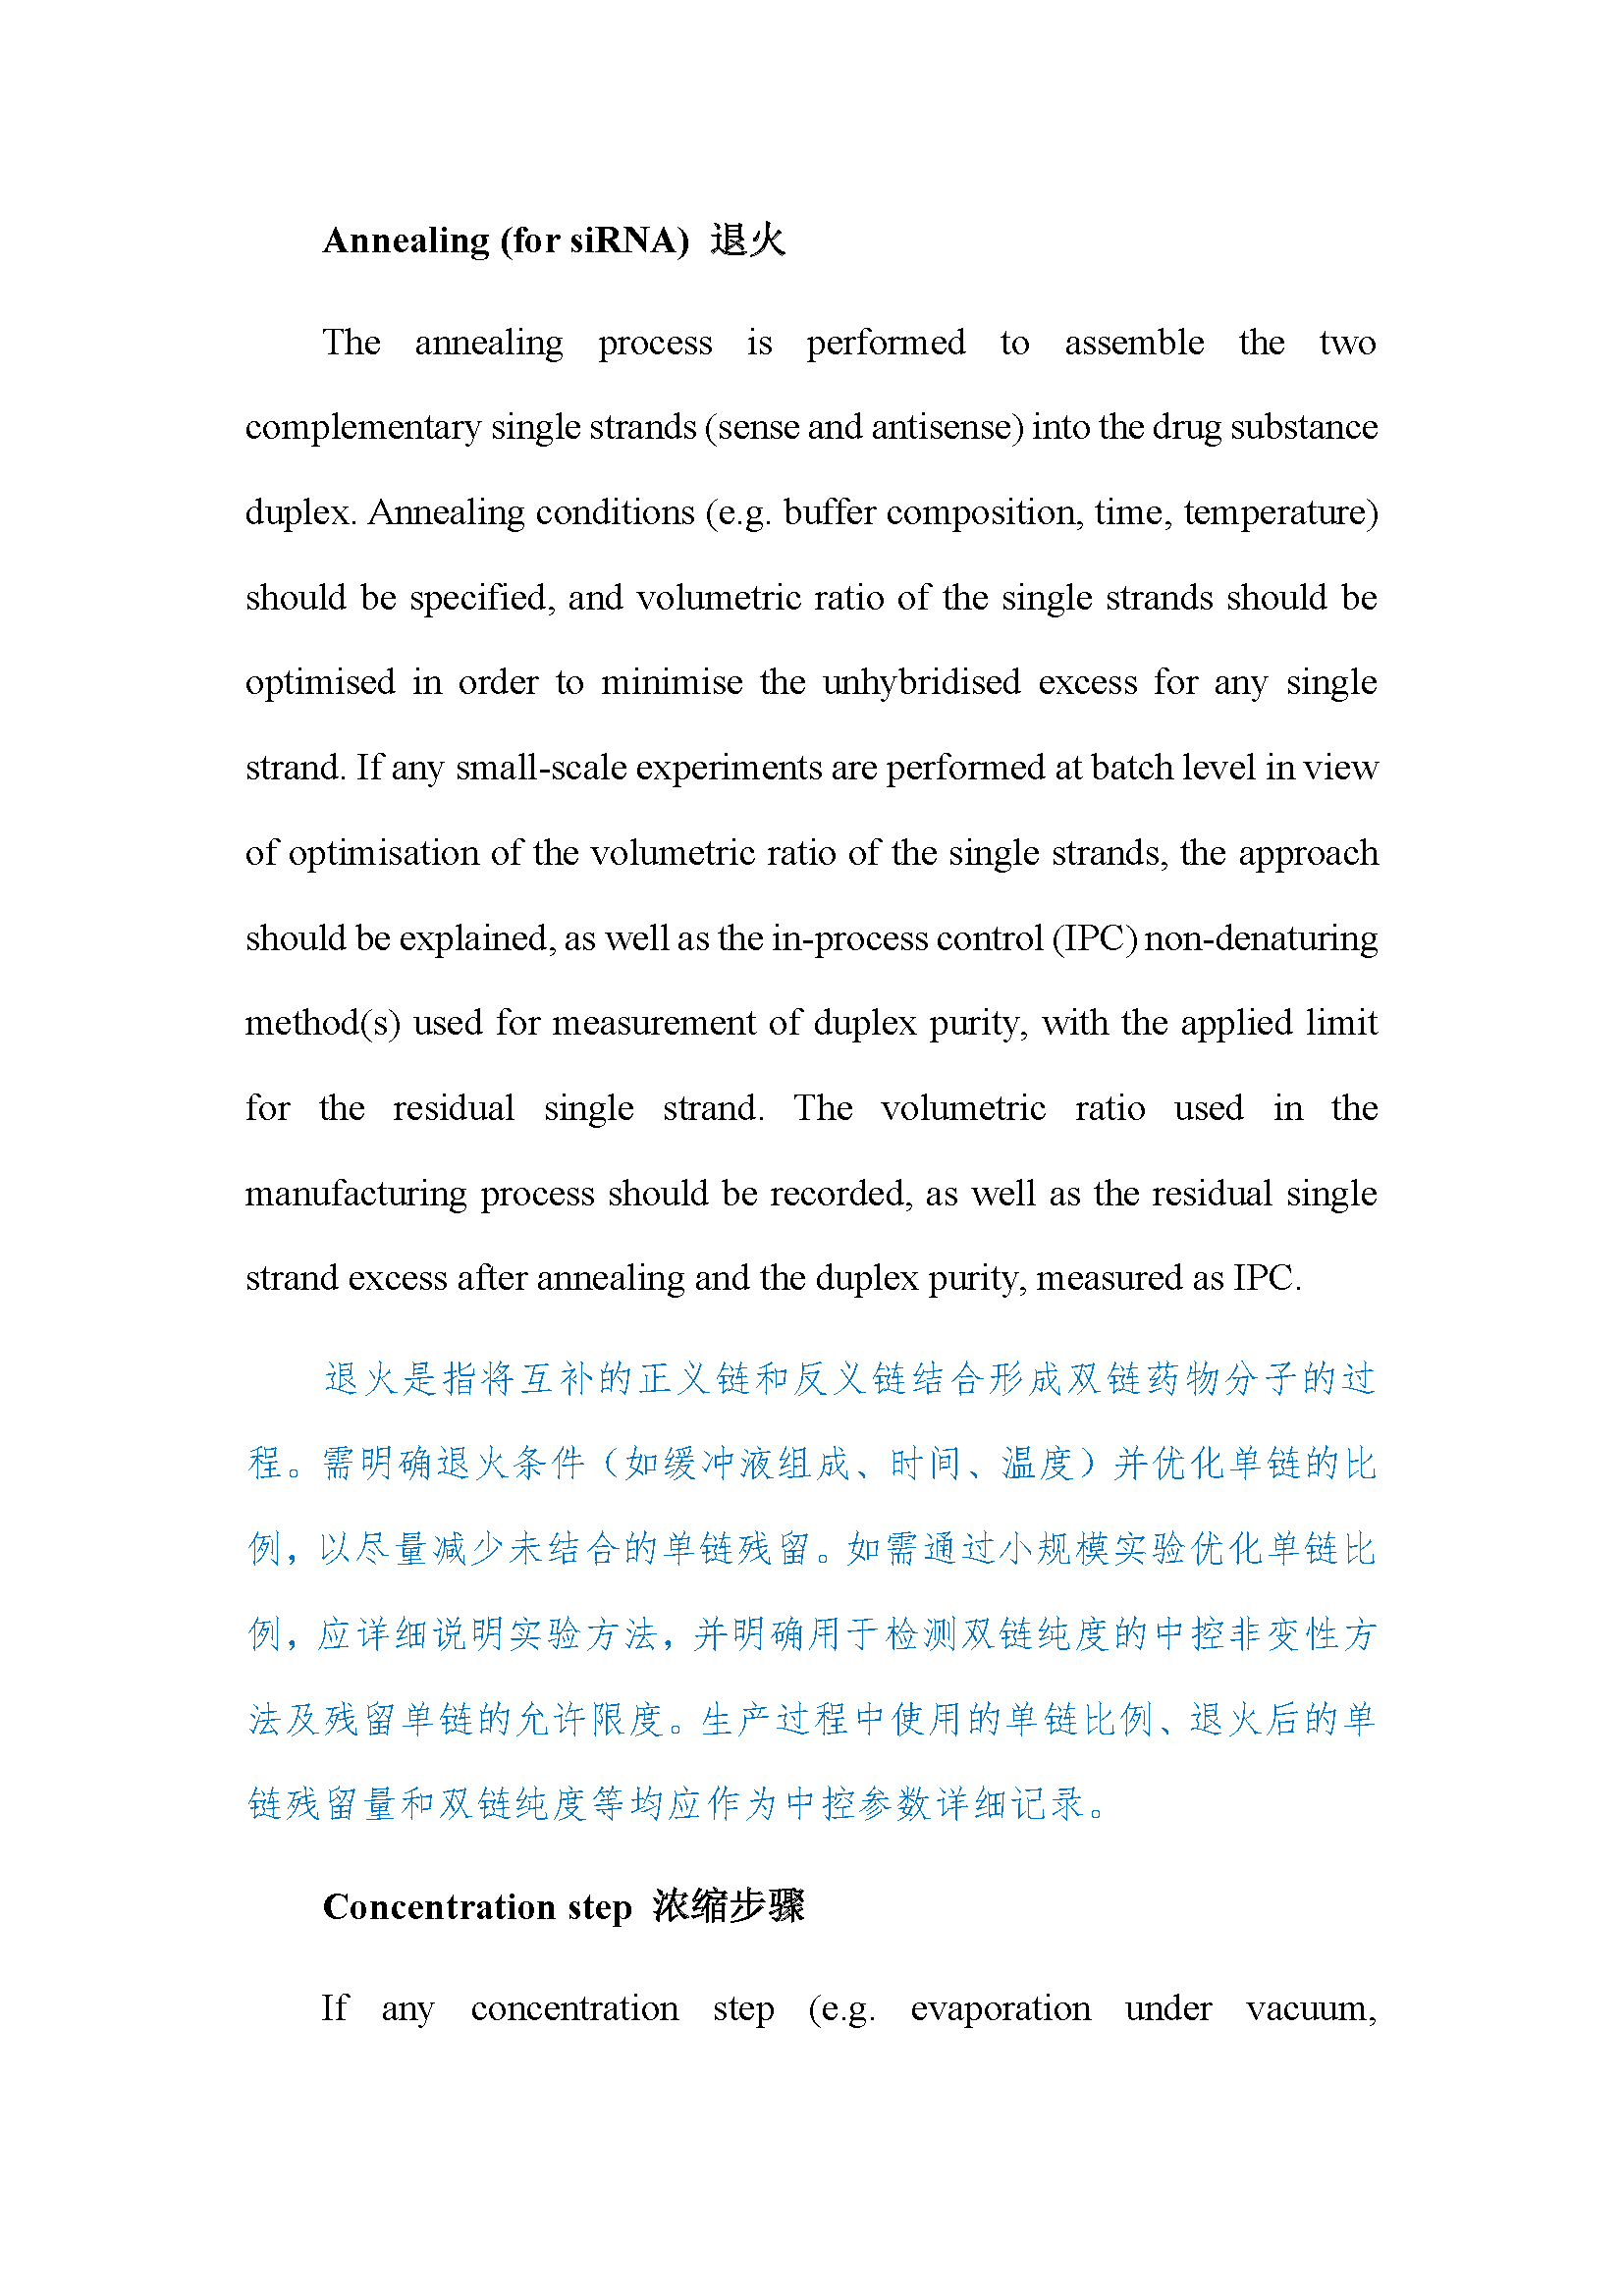 Annealing (for siRNA) 退火
The annealing process is performed to assemble the two
complementary single strands (sense and antisense) into the drug substance
duplex. Annealing conditions (e.g. buffer composition, time, temperature)
should be specified, and volumetric ratio of the single strands should be
optimised in order to minimise the unhybridised excess for any single
strand. If any small-scale experiments are performed at batch level in view
of optimisation of the volumetric ratio of the single strands, the approach
should be explained, as well as the in-process control (IPC) non-denaturing
method(s) used for measurement of duplex purity, with the applied limit
for the residual single strand. The volumetric ratio used in the
manufacturing process should be recorded, as well as the residual single
strand excess after annealing and the duplex purity, measured as IPC.
退火是指将互补的正义链和反义链结合形成双链药物分子的过
程。需明确退火条件（如缓冲液组成、时间、温度）并优化单链的比
例，以尽量减少未结合的单链残留。如需通过小规模实验优化单链比
例，应详细说明实验方法，并明确用于检测双链纯度的中控非变性方
法及残留单链的允许限度。生产过程中使用的单链比例、退火后的单
链残留量和双链纯度等均应作为中控参数详细记录。
Concentration step 浓缩步骤
If any concentration step (e.g. evaporation under vacuum,